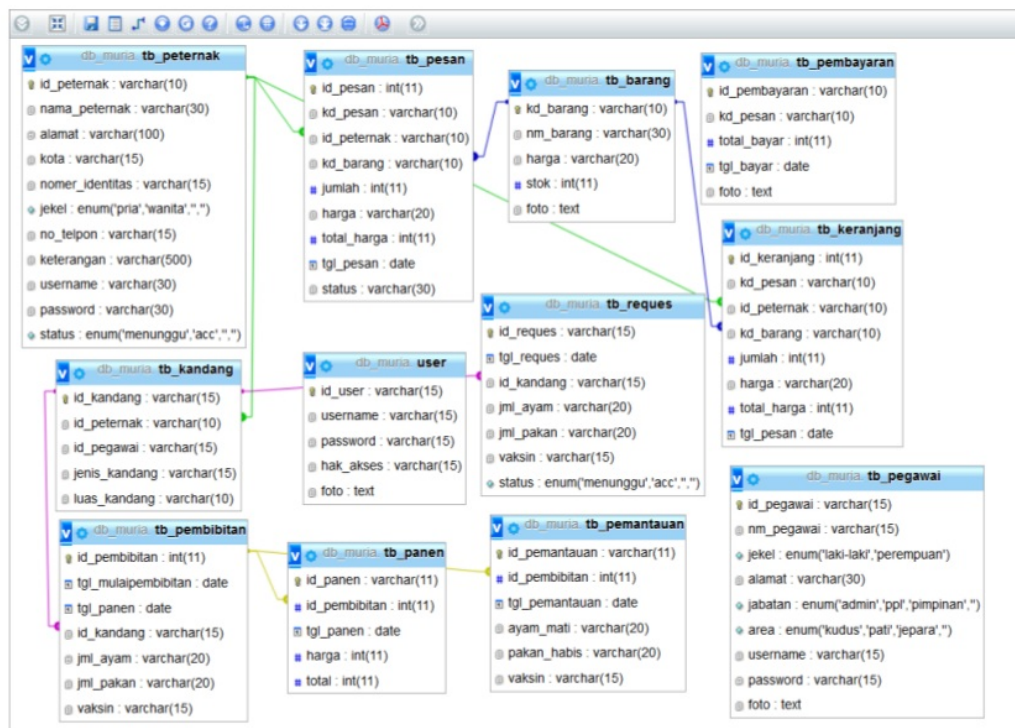 db_muria tb_peternak
id_peternak : varchar(10)
nama_peternak : varchar(30)
alamat : varchar(100)
kota : varchar(15)
nomer_identitas : varchar(15)
jekel : enum('pria','wanita','','')
no_telpon : varchar(15)
keterangan : varchar(500)
username : varchar(30)
password : varchar(30)
status : enum('menunggu','acc','','')
db_muria tb_pesan
id_pesan : int(11)
kd_pesan : varchar(10)
id_peternak : varchar(10)
kd_barang : varchar(10)
jumlah : int(11)
harga : varchar(20)
total_harga : int(11)
tgl_pesan : date
status : varchar(30)
db_muria tb_barang
kd_barang : varchar(10)
nm_barang : varchar(30)
harga : varchar(20)
stok : int(11)
foto : text
db_muria tb_pembayaran
id_pembayaran : varchar(10)
kd_pesan : varchar(10)
total_bayar : int(11)
tgl_bayar : date
foto : text
db_muria tb_keranjang
id_keranjang : int(11)
kd_pesan : varchar(10)
id_peternak : varchar(10)
kd_barang : varchar(10)
jumlah : int(11)
harga : varchar(20)
total_harga : int(11)
tgl_pesan : date
db_muria tb_reques
id_reques : varchar(15)
tgl_reques : date
id_kandang : varchar(15)
jml_ayam : varchar(20)
jml_pakan : varchar(20)
vaksin : varchar(15)
status : enum('menunggu','acc','','')
db_muria tb_kandang
id_kandang : varchar(15)
id_peternak : varchar(10)
id_pegawai : varchar(15)
jenis_kandang : varchar(15)
luas_kandang : varchar(10)
db_muria user
id_user : varchar(15)
username : varchar(15)
password : varchar(15)
hak_akses : varchar(15)
foto : text
db_muria tb_pembibitan
id_pembibitan : int(11)
tgl_mulaipembibitan : date
tgl_panen : date
id_kandang : varchar(15)
jml_ayam : varchar(20)
jml_pakan : varchar(20)
vaksin : varchar(15)
db_muria tb_panen
id_panen : varchar(11)
id_pembibitan : int(11)
tgl_panen : date
harga : int(11)
total : int(11)
db_muria tb_pemantauan
id_pemantauan : varchar(11)
id_pembibitan : int(11)
tgl_pemantauan : date
ayam_mati : varchar(20)
pakan_habis : varchar(20)
vaksin : varchar(15)
db_muria tb_pegawai
id_pegawai : varchar(15)
nm_pegawai : varchar(15)
jekel : enum('laki-laki','perempuan')
alamat : varchar(30)
jabatan : enum('admin','ppl','pimpinan','')
area : enum('kudus','pati','jepara','')
username : varchar(15)
password : varchar(15)
foto : text